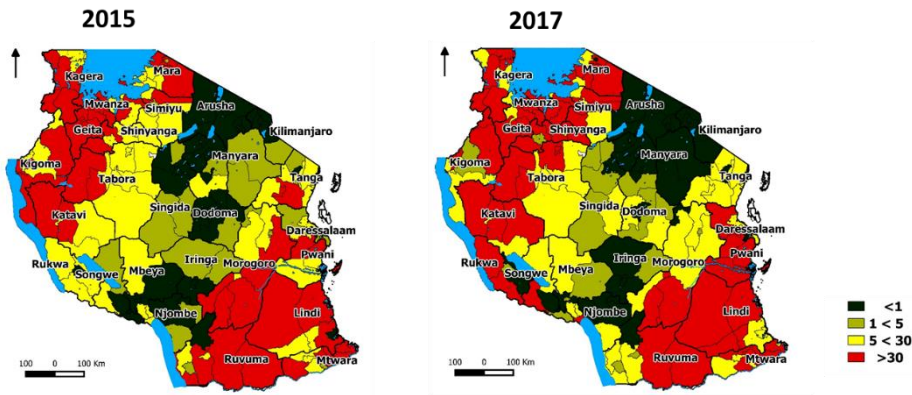 2015
2017
Kagera
Mara
Mwanza
Arusha
Geita
Simiyu
Shinyanga
Kilimanjaro
Kigoma
Manyara
Tabora
Tanga
Katavi
Singida
Dodoma
Daressalaam
Rukwa
Iringa
Pwani
Songwe
Mbeya
Morogoro
Njombe
Lindi
Ruvuma
Mtwara
100 0 100 Km
Kagera
Mara
Mwanza
Arusha
Geita
Simiyu
Shinyanga
Kilimanjaro
Kigoma
Manyara
Tabora
Tanga
Katavi
Singida
Dodoma
Daressalaam
Rukwa
Iringa
Pwani
Songwe
Mbeya
Morogoro
Njombe
Lindi
Ruvuma
Mtwara
100 0 100 Km
<1
1 < 5
5 < 30
>30